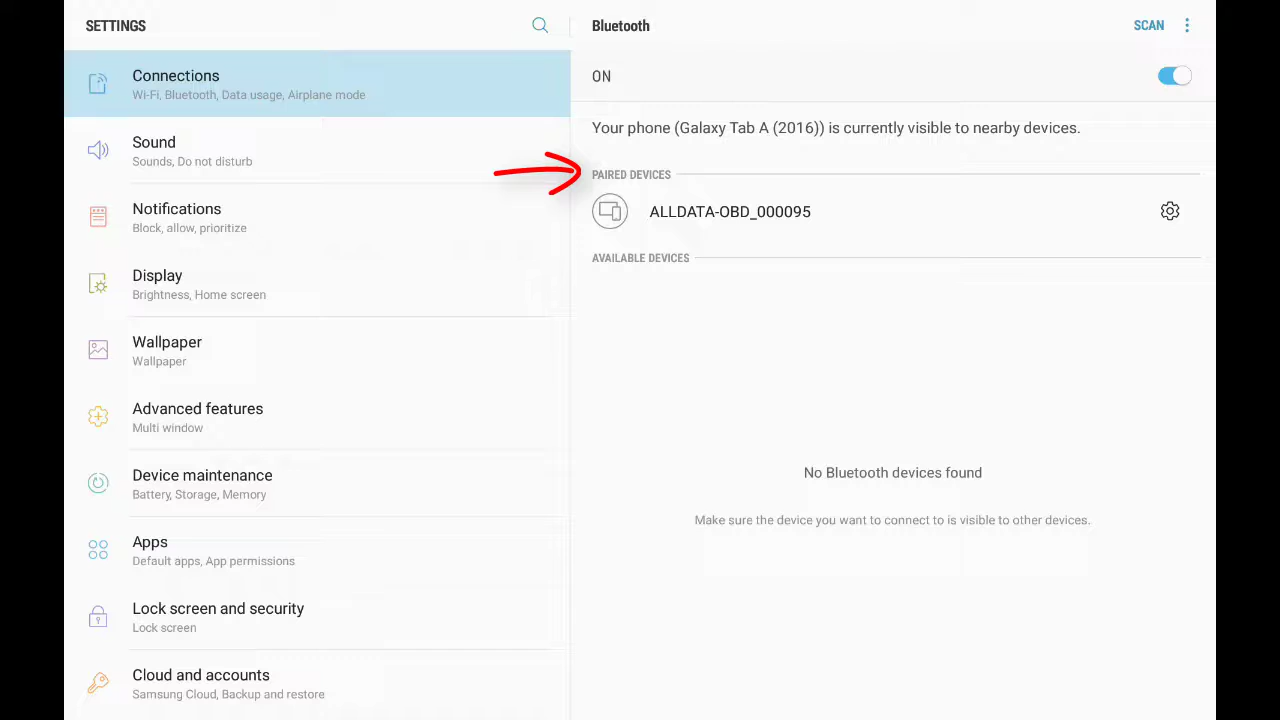 SETTINGS
Connections
Wi-Fi, Bluetooth, Data usage, Airplane mode
Sound
Sounds, Do not disturb
Notifications
Block, allow, prioritize
Display
Brightness, Home screen
Wallpaper
Wallpaper
Advanced features
Multi window
Device maintenance
Battery, Storage, Memory
Apps
Default apps, App permissions
Lock screen and security
Lock screen
Cloud and accounts
Samsung Cloud, Backup and restore
Bluetooth
SCAN
ON
Your phone (Galaxy Tab A (2016)) is currently visible to nearby devices.
PAIRED DEVICES
ALLDATA-OBD_000095
AVAILABLE DEVICES
No Bluetooth devices found
Make sure the device you want to connect to is visible to other devices.